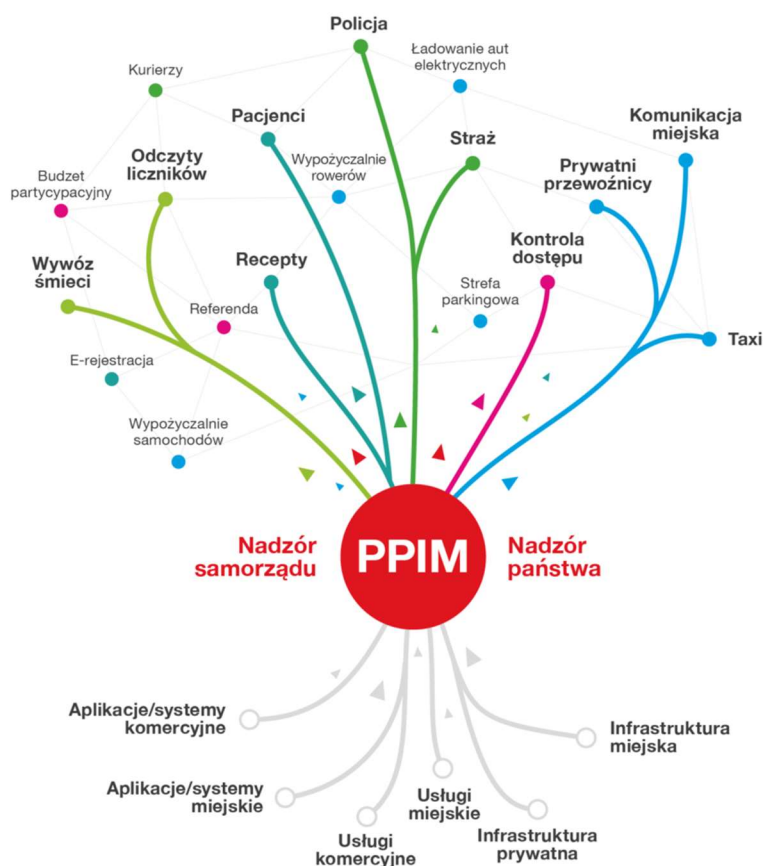 Policja
Ładowanie aut
elektrycznych
Kurierzy
Pacjenci
Komunikacja
miejska
Straż
Odczyty
liczników
Wypożyczalnie
rowerów
Prywatni
przewoźnicy
Budżet
partycypacyjny
Kontrola
dostępu
Wywóz
śmieci
Recepty
Strefa
parkingowa
Referenda
Taxi
E-rejestracja
Wypożyczalnie
samochodów
Nadzór
samorządu
PPIM
Nadzór
państwa
Aplikacje/systemy
komercyjne
Infrastruktura
miejska
Aplikacje/systemy
miejskie
Usługi
miejskie
Usługi
komercyjne
Infrastruktura
prywatna